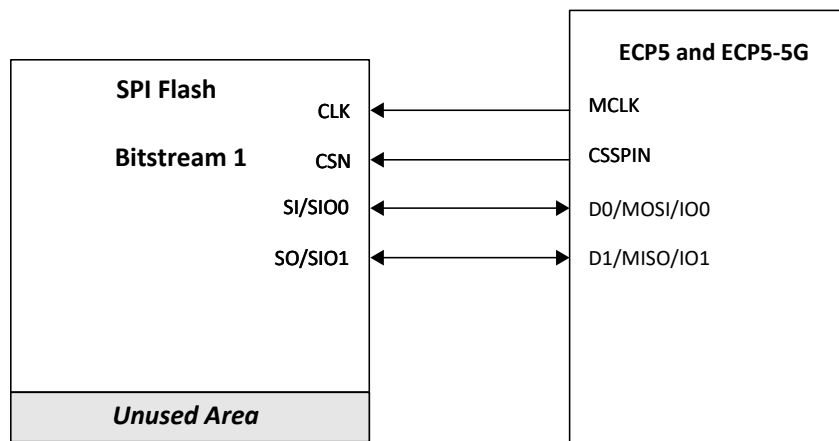 SPI Flash
Bitstream 1
CLK
CSN
SI/SIO0
SO/SIO1
Unused Area
ECP5 and ECP5-5G
MCLK
CSSPIN
D0/MOSI/IO0
D1/MISO/IO1